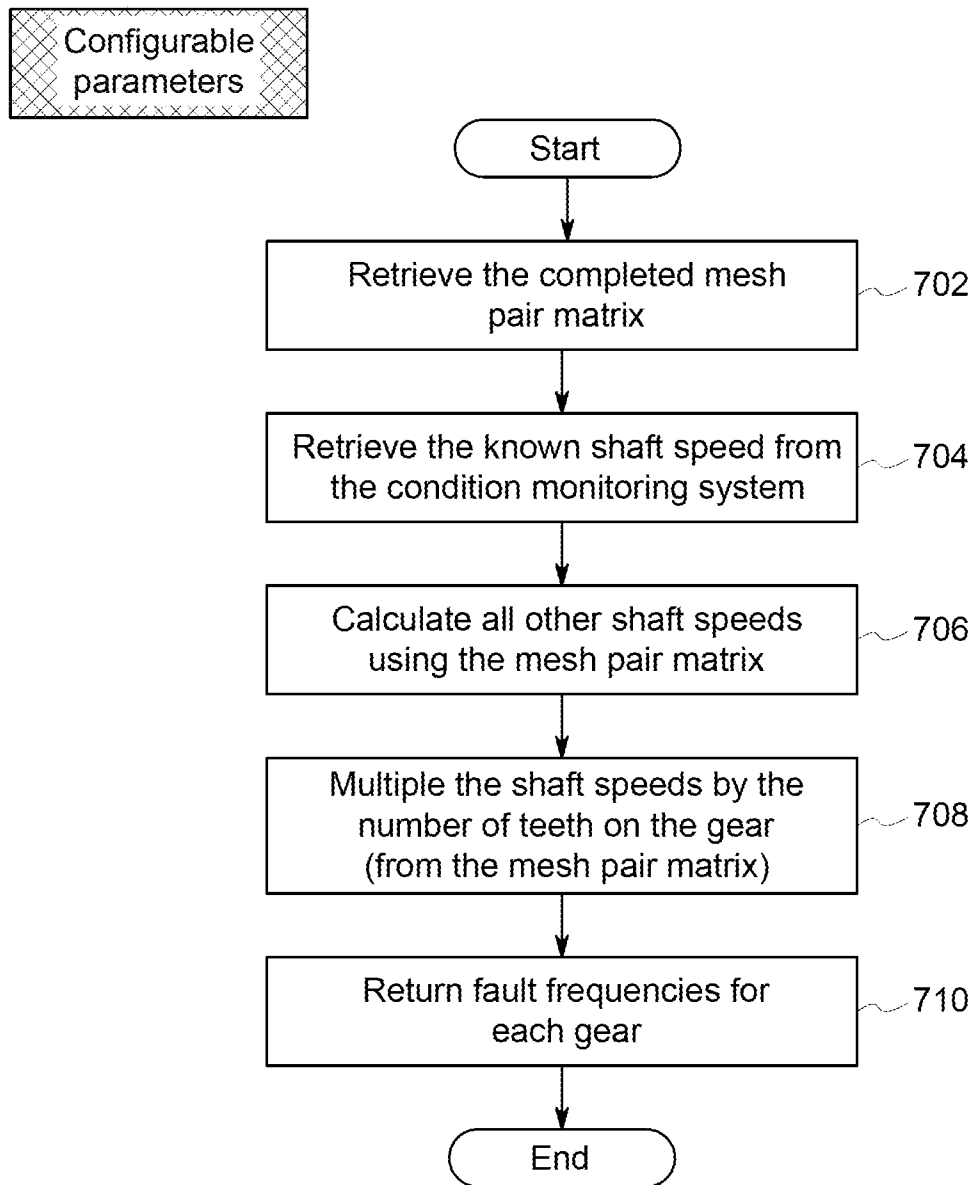 Configurable
parameters
Start
Retrieve the completed mesh
pair matrix
702
Retrieve the known shaft speed from
the condition monitoring system
704
Calculate all other shaft speeds
using the mesh pair matrix
706
Multiple the shaft speeds by the
number of teeth on the gear
(from the mesh pair matrix)
708
Return fault frequencies for
each gear
710
End